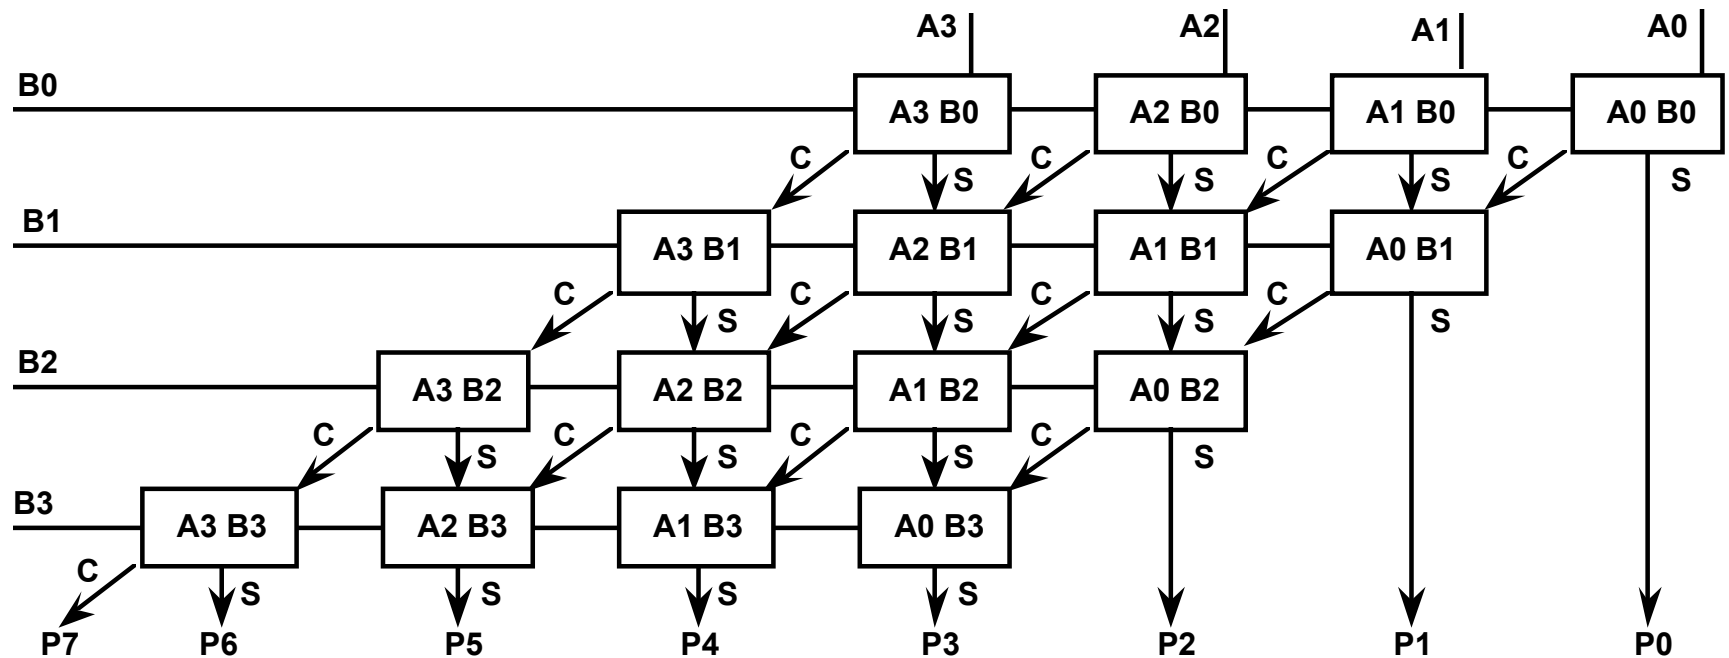 A3 A2 A1 A0
B0
A3 B0 A2 B0 A1 B0 A0 B0
C C C C
S S S S
B1
A3 B1 A2 B1 A1 B1 A0 B1
C C C C
S S S S
B2
A3 B2 A2 B2 A1 B2 A0 B2
C C C C
S S S S
B3
A3 B3 A2 B3 A1 B3 A0 B3
C
S S S S
P7 P6 P5 P4 P3 P2 P1 P0